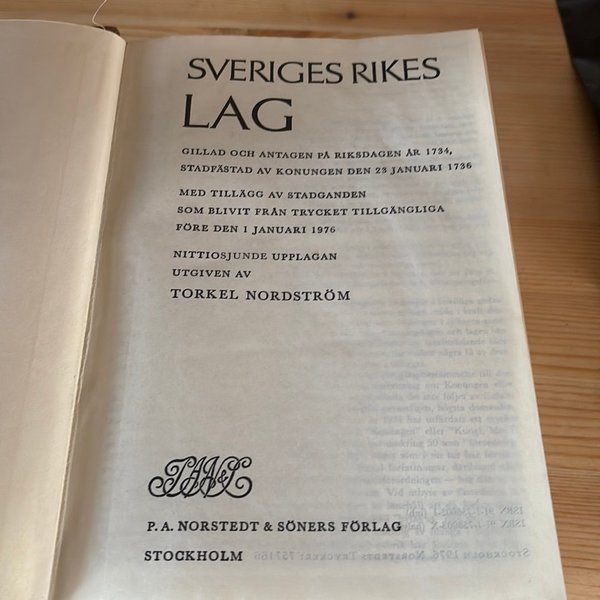 SVERIGES RIKES
LAG
GILLAD OCH ANTAGEN PÅ RIKSDAGEN ÅR 1734,
STADFÄSTAD AV KONUNGEN DEN 23 JANUARI 1736
MED TILLÄGG AV STADGANDEN
SOM BLIVIT FRÅN TRYCKET TILLGÄNGLIGA
FÖRE DEN 1 JANUARI 1976
NITTIOSJUNDE UPPLAGAN
UTGIVEN AV
TORKEL NORDSTRÖM
P. A. NORSTEDT & SÖNERS FÖRLAG
STOCKHOLM